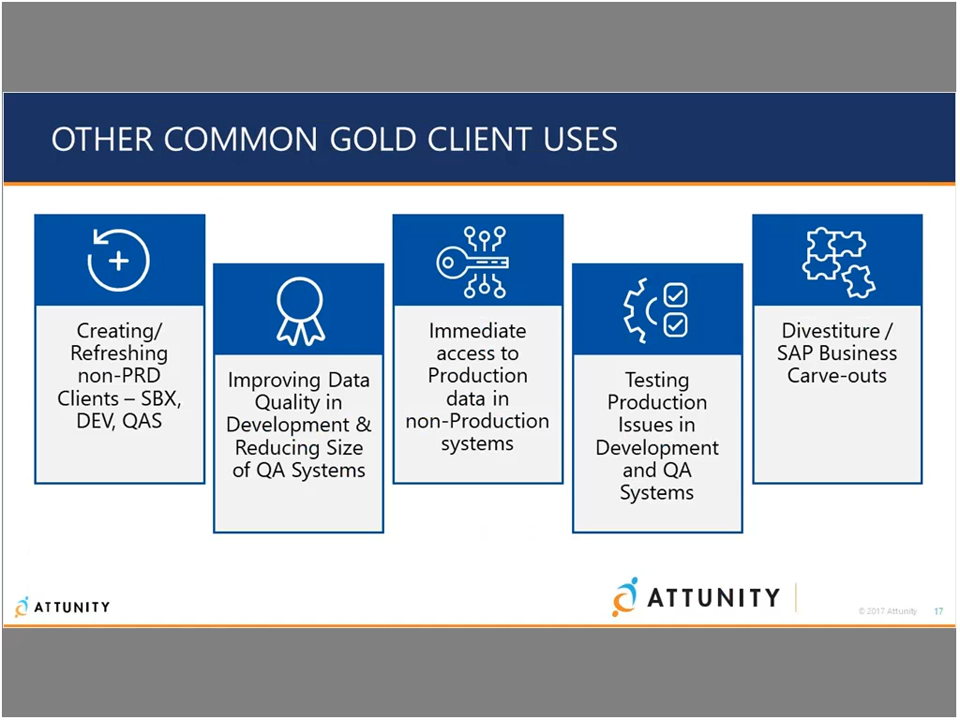 OTHER COMMON GOLD CLIENT USES
Creating/
Refreshing
non-PRD
Clients – SBX,
DEV, QAS
Improving Data
Quality in
Development &
Reducing Size
of QA Systems
Immediate
access to
Production
data in
non-Production
systems
Testing
Production
Issues in
Development
and QA
Systems
Divestiture /
SAP Business
Carve-outs
ATTUNITY
ATTUNITY
© 2017 Attunity 17